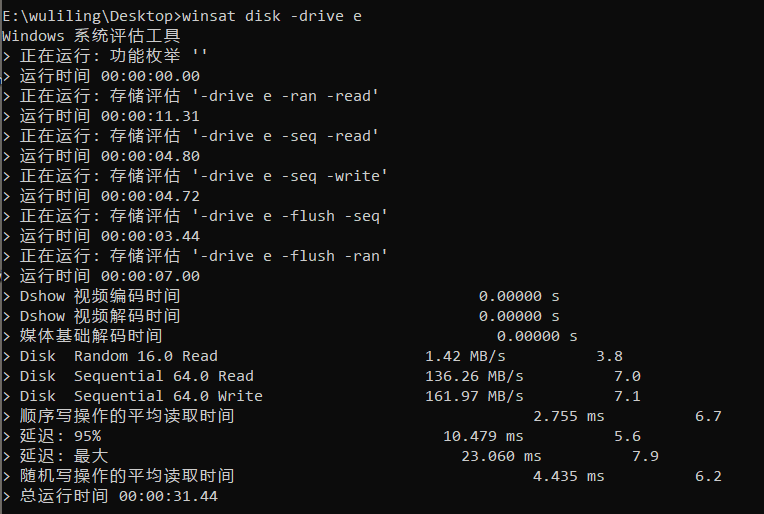 E:\wuliling\Desktop>winsat disk -drive e
Windows 系统评估工具
> 正在运行: 功能枚举 ''
> 运行时间 00:00:00.00
> 正在运行: 存储评估 '-drive e -ran -read'
> 运行时间 00:00:11.31
> 正在运行: 存储评估 '-drive e -seq -read'
> 运行时间 00:00:04.80
> 正在运行: 存储评估 '-drive e -seq -write'
> 运行时间 00:00:04.72
> 正在运行: 存储评估 '-drive e -flush -seq'
> 运行时间 00:00:03.44
> 正在运行: 存储评估 '-drive e -flush -ran'
> 运行时间 00:00:07.00
> Dshow 视频编码时间                                 0.00000 s
> Dshow 视频解码时间                                 0.00000 s
> 媒体基础解码时间                                     0.00000 s
> Disk  Random 16.0 Read                       1.42 MB/s          3.8
> Disk  Sequential 64.0 Read                   136.26 MB/s          7.0
> Disk  Sequential 64.0 Write                  161.97 MB/s          7.1
> 顺序写操作的平均读取时间                                 2.755 ms          6.7
> 延迟: 95%                                      10.479 ms          5.6
> 延迟: 最大                                       23.060 ms          7.9
> 随机写操作的平均读取时间                                 4.435 ms          6.2
> 总运行时间 00:00:31.44